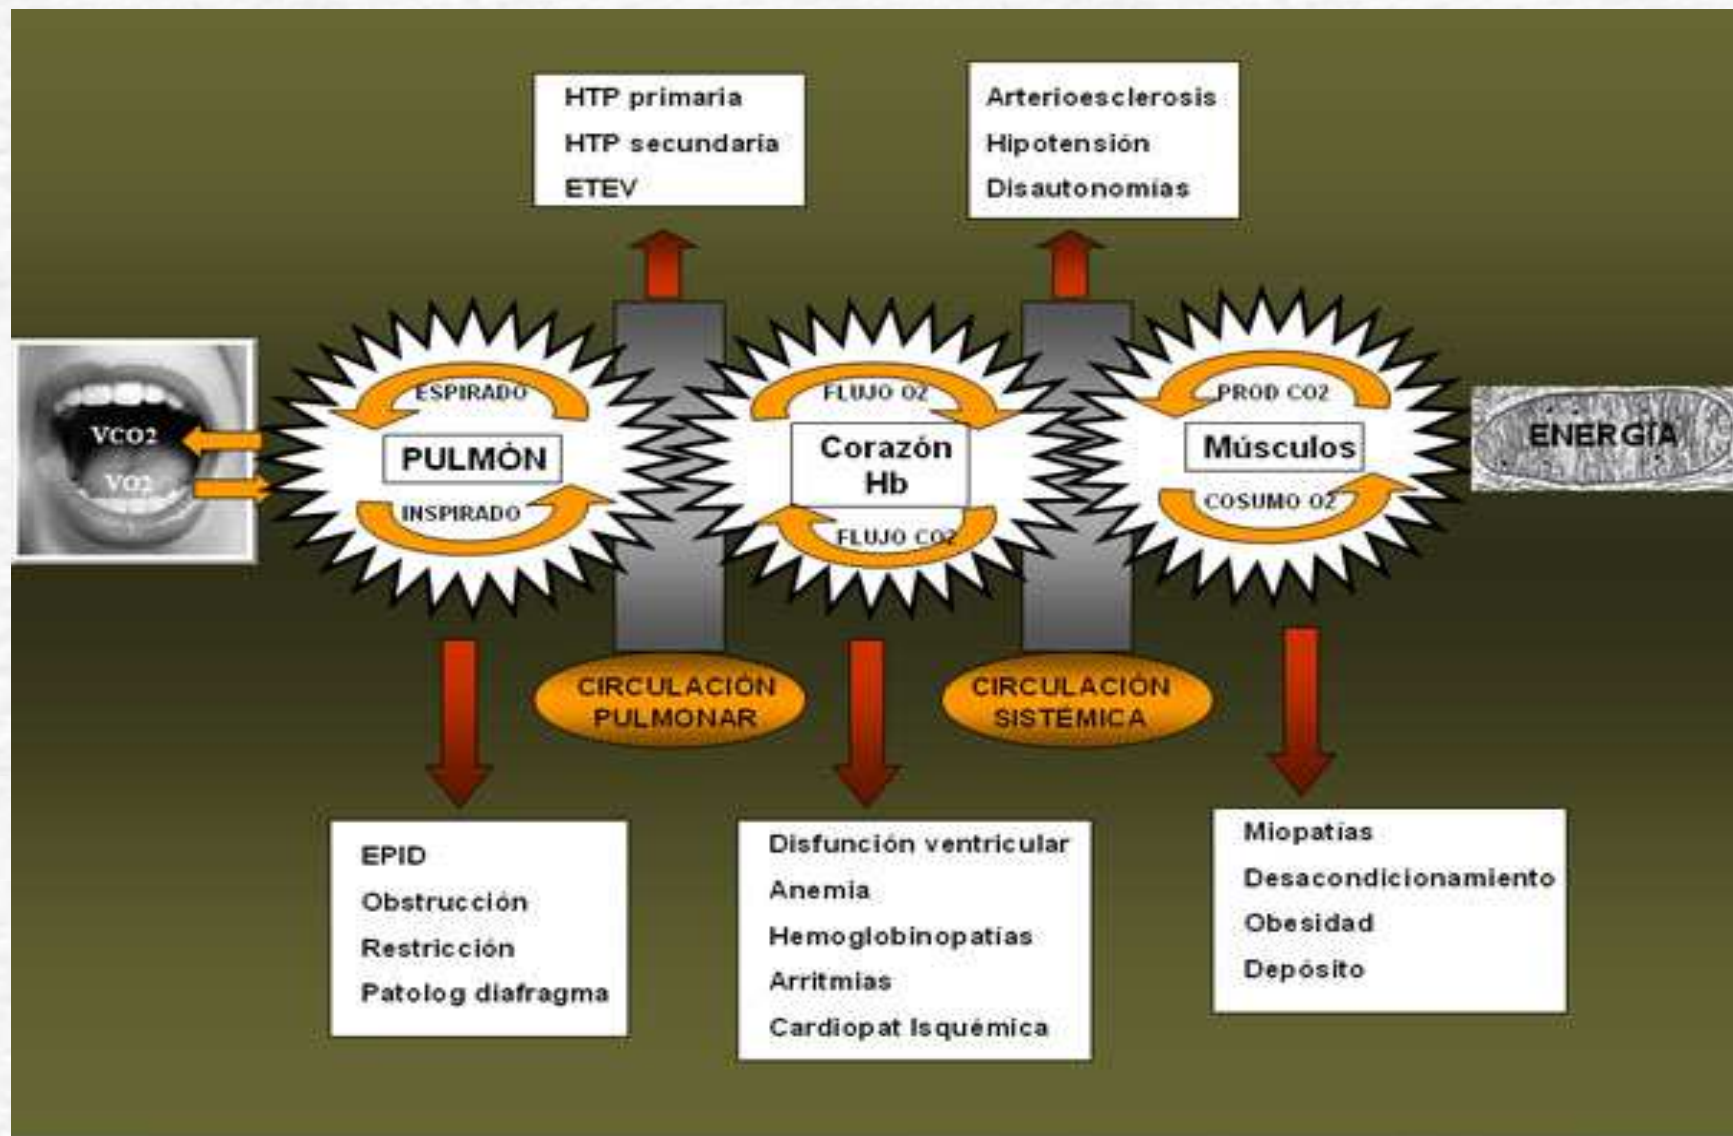 HTP primaria
HTP secundaria
ETEV
Arterioesclerosis
Hipotensión
Disautonomías
VCO2
VO2
ESPIRADO
PULMÓN
INSPIRADO
FLUJO O2
Corazón
Hb
FLUJO CO2
PROD CO2
Músculos
COSUMO O2
ENERGÍA
CIRCULACIÓN
PULMONAR
CIRCULACIÓN
SISTÉMICA
EPID
Obstrucción
Restricción
Patolog diafragma
Disfunción ventricular
Anemia
Hemoglobinopatías
Arritmias
Cardiopat Isquémica
Miopatías
Desacondicionamiento
Obesidad
Depósito